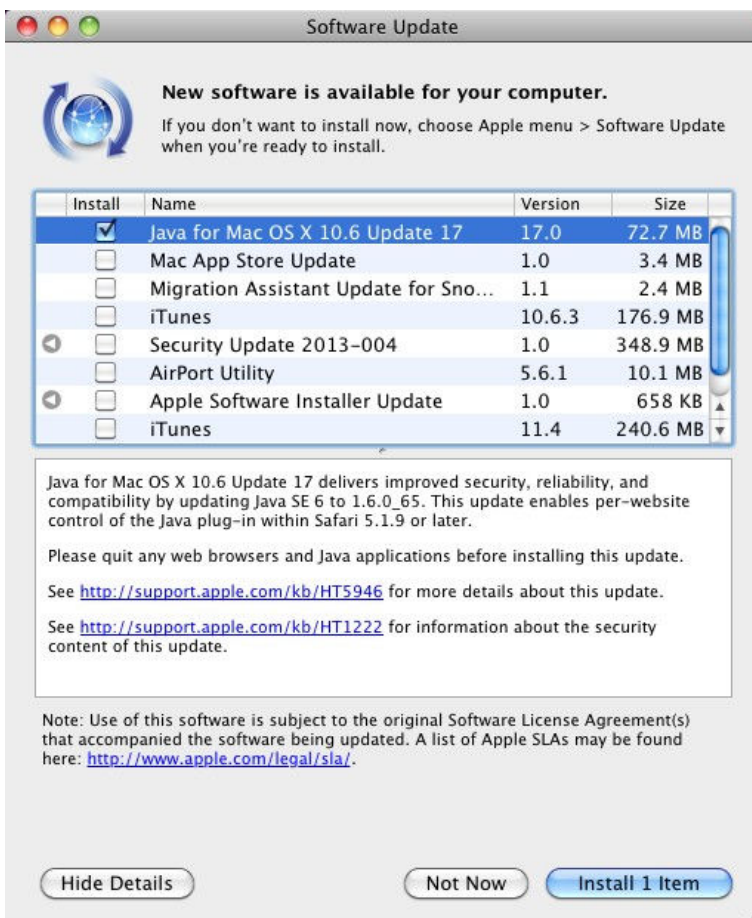 Software Update
New software is available for your computer.
If you don't want to install now, choose Apple menu > Software Update
when you're ready to install.
Install Name Version Size
Java for Mac OS X 10.6 Update 17 17.0 72.7 MB
Mac App Store Update 1.0 3.4 MB
Migration Assistant Update for Sno... 1.1 2.4 MB
iTunes 10.6.3 176.9 MB
Security Update 2013-004 1.0 348.9 MB
AirPort Utility 5.6.1 10.1 MB
Apple Software Installer Update 1.0 658 KB
iTunes 11.4 240.6 MB
Java for Mac OS X 10.6 Update 17 delivers improved security, reliability, and
compatibility by updating Java SE 6 to 1.6.0_65. This update enables per-website
control of the Java plug-in within Safari 5.1.9 or later.
Please quit any web browsers and Java applications before installing this update.
See http://support.apple.com/kb/HT5946 for more details about this update.
See http://support.apple.com/kb/HT1222 for information about the security
content of this update.
Note: Use of this software is subject to the original Software License Agreement(s)
that accompanied the software being updated. A list of Apple SLAs may be found
here: http://www.apple.com/legal/sla/.
Hide Details Not Now Install 1 Item